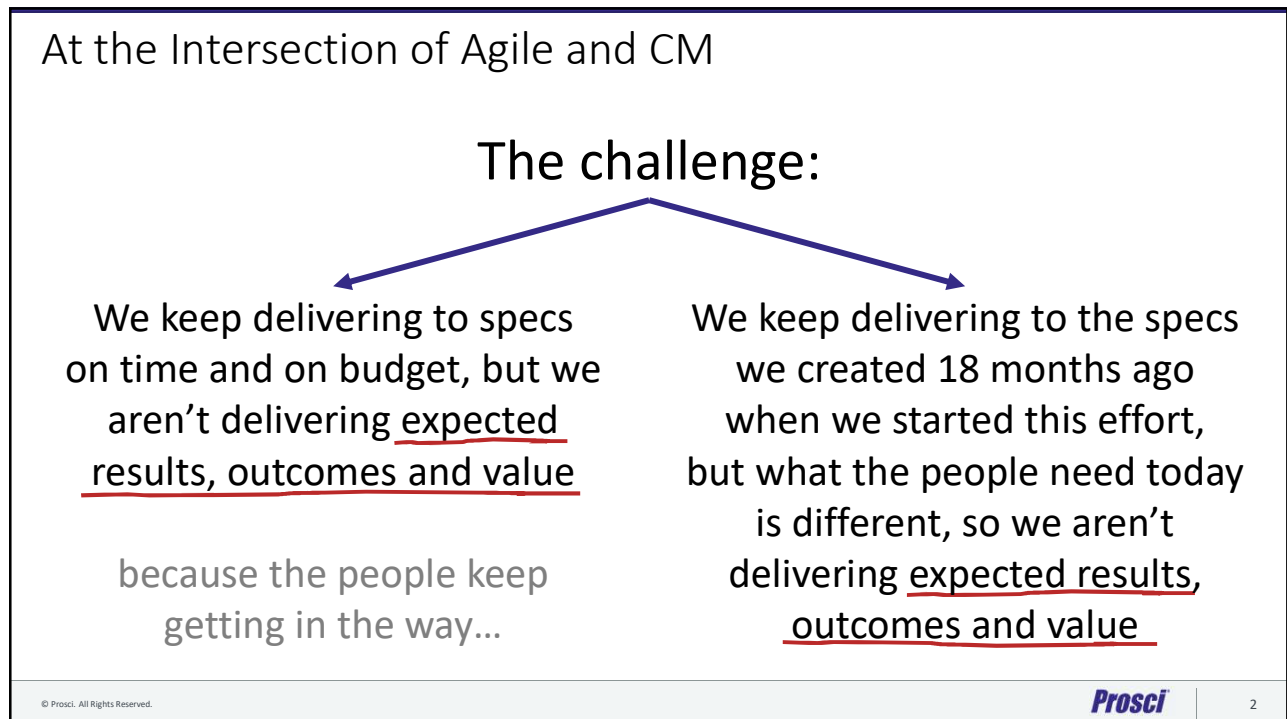 At the Intersection of Agile and CM
The challenge:
We keep delivering to specs
on time and on budget, but we
aren’t delivering expected
results, outcomes and value
because the people keep
getting in the way…
We keep delivering to the specs
we created 18 months ago
when we started this effort,
but what the people need today
is different, so we aren’t
delivering expected results,
outcomes and value
© Prosci. All Rights Reserved.
Prosci
2